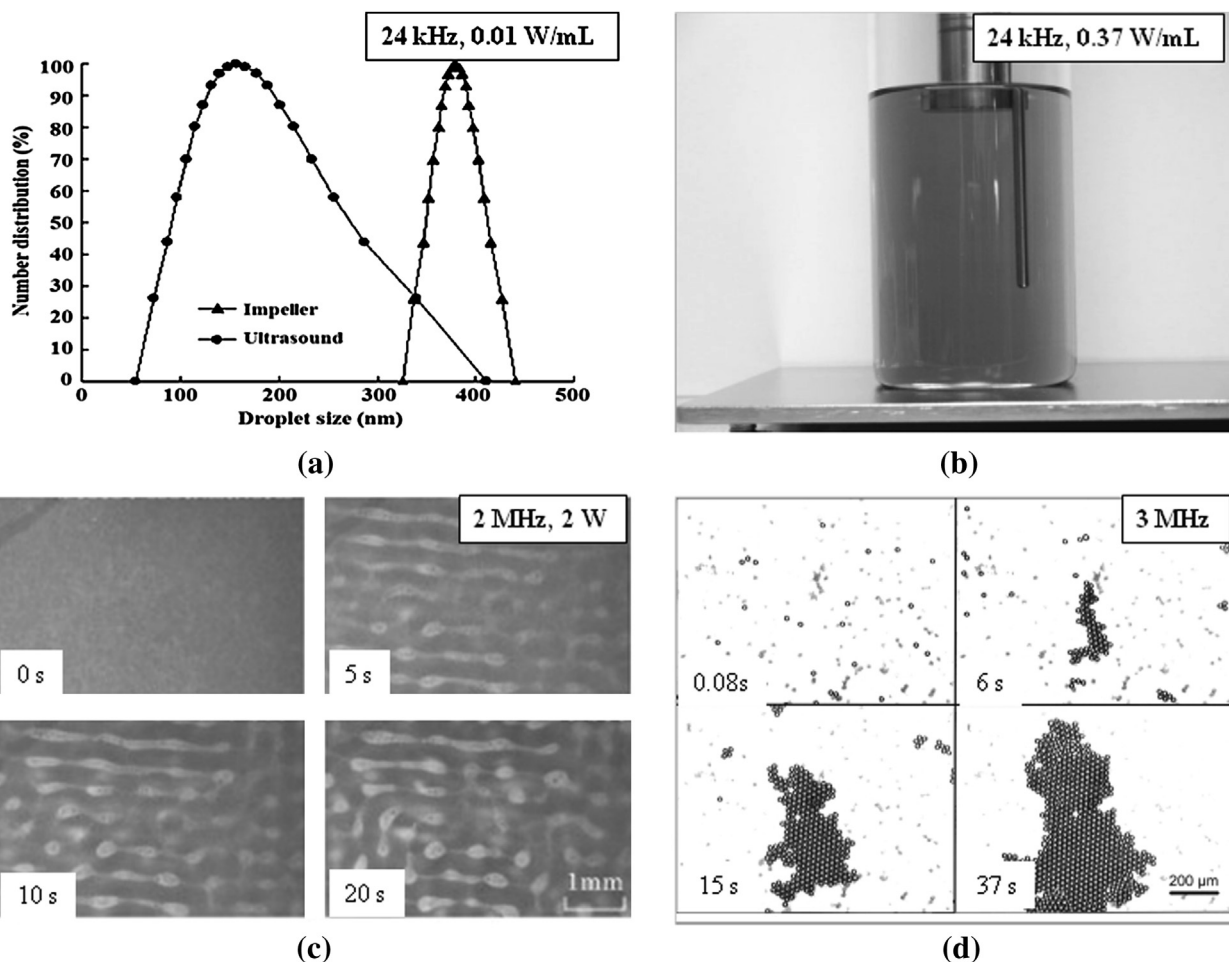 24 kHz, 0.01 W/mL
100
90
80
70
60
50
40
30
20
10
0
Number distribution (%)
Impeller
Ultrasound
0 100 200 300 400 500
Droplet size (nm)
(a)
24 kHz, 0.37 W/mL
(b)
2 MHz, 2 W
0 s
5 s
10 s
20 s
1mm
(c)
3 MHz
0.08s
6 s
15 s
37 s
200 µm
(d)